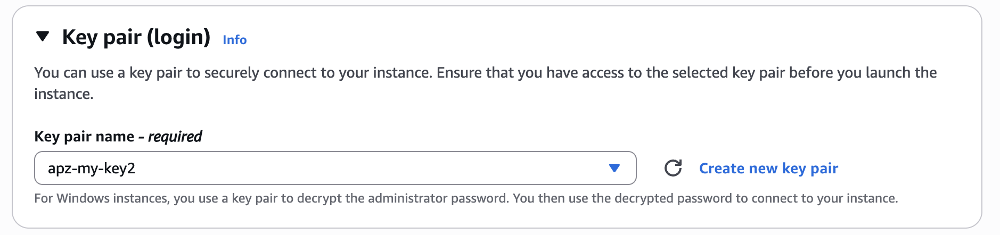 Key pair (login) Info
You can use a key pair to securely connect to your instance. Ensure that you have access to the selected key pair before you launch the
instance.
Key pair name - required
apz-my-key2
Create new key pair
For Windows instances, you use a key pair to decrypt the administrator password. You then use the decrypted password to connect to your instance.